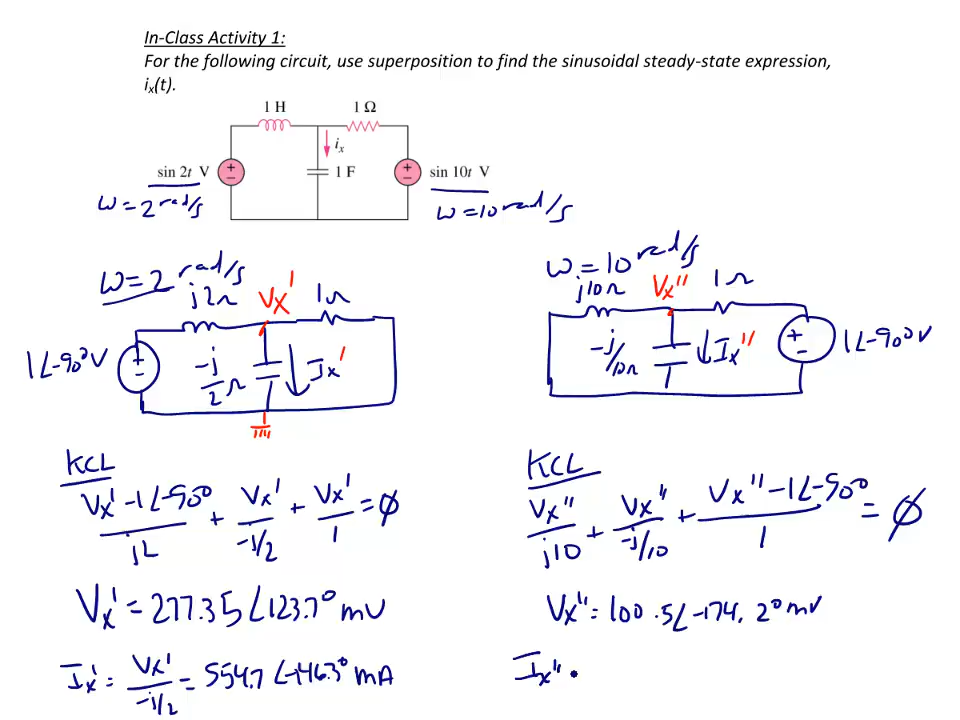 In-Class Activity 1:
For the following circuit, use superposition to find the sinusoidal steady-state expression,
iₓ(t).
1 H 1 Ω
iₓ
sin 2t V + − 1 F + − sin 10t V
ω = 2 rad/s ω = 10 rad/s
ω = 2 rad/s
j2Ω Vx' 1Ω
1∠-90° V + − -j/2 Ω Ix'
KCL
(Vx' - 1∠-90°)/j2 + Vx'/(-j/2) + Vx'/1 = 0
Vx' = 277.35∠123.7° mV
Ix' = Vx'/(-j/2) = 554.7∠-146.3° mA
ω = 10 rad/s
j10Ω Vx'' 1Ω
-j/10Ω Ix'' + − 1∠-90° V
KCL
Vx''/j10 + Vx''/(-j/10) + (Vx'' - 1∠-90°)/1 = 0
Vx'' = 100.5∠-174.2° mV
Ix''